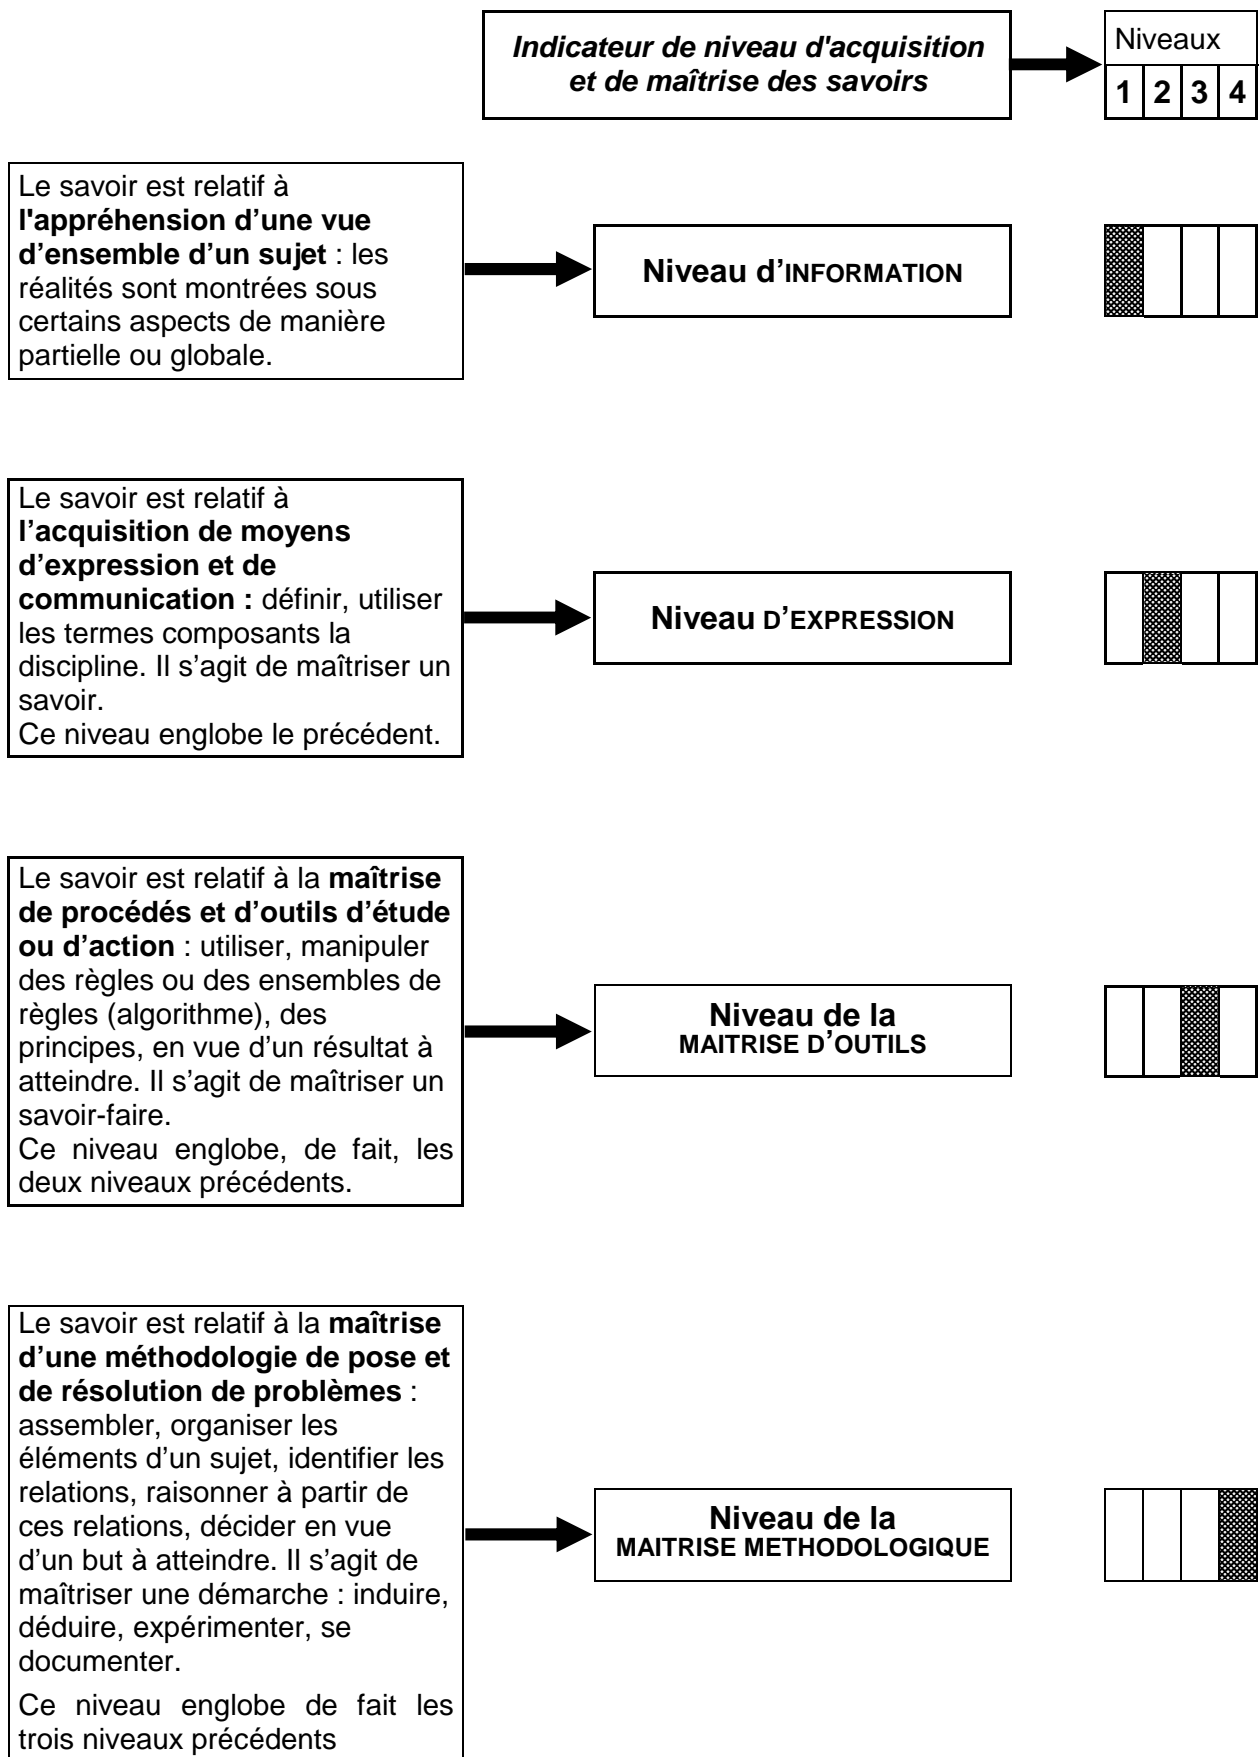 Indicateur de niveau d'acquisition
et de maîtrise des savoirs
Niveaux
1 2 3 4
Le savoir est relatif à
l'appréhension d’une vue
d’ensemble d’un sujet : les
réalités sont montrées sous
certains aspects de manière
partielle ou globale.
Niveau d’INFORMATION
Le savoir est relatif à
l’acquisition de moyens
d’expression et de
communication : définir, utiliser
les termes composants la
discipline. Il s’agit de maîtriser un
savoir.
Ce niveau englobe le précédent.
Niveau D’EXPRESSION
Le savoir est relatif à la maîtrise
de procédés et d’outils d’étude
ou d’action : utiliser, manipuler
des règles ou des ensembles de
règles (algorithme), des
principes, en vue d’un résultat à
atteindre. Il s’agit de maîtriser un
savoir-faire.
Ce niveau englobe, de fait, les
deux niveaux précédents.
Niveau de la
MAITRISE D’OUTILS
Le savoir est relatif à la maîtrise
d’une méthodologie de pose et
de résolution de problèmes :
assembler, organiser les
éléments d’un sujet, identifier les
relations, raisonner à partir de
ces relations, décider en vue
d’un but à atteindre. Il s’agit de
maîtriser une démarche : induire,
déduire, expérimenter, se
documenter.
Ce niveau englobe de fait les
trois niveaux précédents
Niveau de la
MAITRISE METHODOLOGIQUE